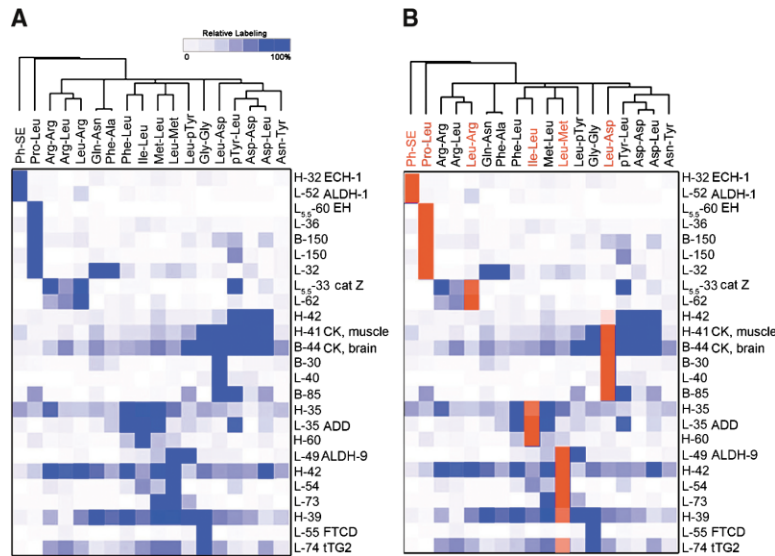 A
Relative Labeling
0 100%
Ph-SE
Pro-Leu
Arg-Arg
Arg-Leu
Leu-Arg
Gln-Asn
Phe-Ala
Phe-Leu
Ile-Leu
Met-Leu
Leu-Met
Leu-pTyr
Gly-Gly
Leu-Asp
pTyr-Leu
Asp-Asp
Asp-Leu
Asn-Tyr
H-32 ECH-1
L-52 ALDH-1
L5.5-60 EH
L-36
B-150
L-150
L-32
L5.5-33 cat Z
L-62
H-42
H-41 CK, muscle
B-44 CK, brain
B-30
L-40
B-85
H-35
L-35 ADD
H-60
L-49 ALDH-9
H-42
L-54
L-73
H-39
L-55 FTCD
L-74 tTG2
B
Ph-SE
Pro-Leu
Arg-Arg
Arg-Leu
Leu-Arg
Gln-Asn
Phe-Ala
Phe-Leu
Ile-Leu
Met-Leu
Leu-Met
Leu-pTyr
Gly-Gly
Leu-Asp
pTyr-Leu
Asp-Asp
Asp-Leu
Asn-Tyr
H-32 ECH-1
L-52 ALDH-1
L5.5-60 EH
L-36
B-150
L-150
L-32
L5.5-33 cat Z
L-62
H-42
H-41 CK, muscle
B-44 CK, brain
B-30
L-40
B-85
H-35
L-35 ADD
H-60
L-49 ALDH-9
H-42
L-54
L-73
H-39
L-55 FTCD
L-74 tTG2